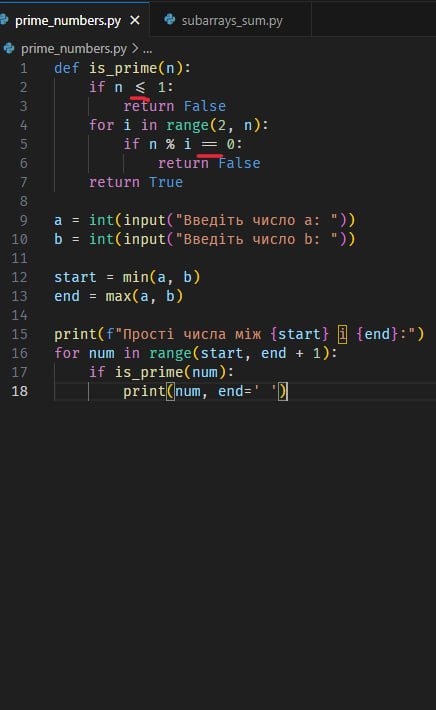 prime_numbers.py × subarrays_sum.py
prime_numbers.py > ...
1 def is_prime(n):
2     if n <= 1:
3         return False
4     for i in range(2, n):
5         if n % i == 0:
6             return False
7     return True
8
9 a = int(input("Введіть число a: "))
10 b = int(input("Введіть число b: "))
11
12 start = min(a, b)
13 end = max(a, b)
14
15 print(f"Прості числа між {start} і {end}:")
16 for num in range(start, end + 1):
17     if is_prime(num):
18         print(num, end=' ')